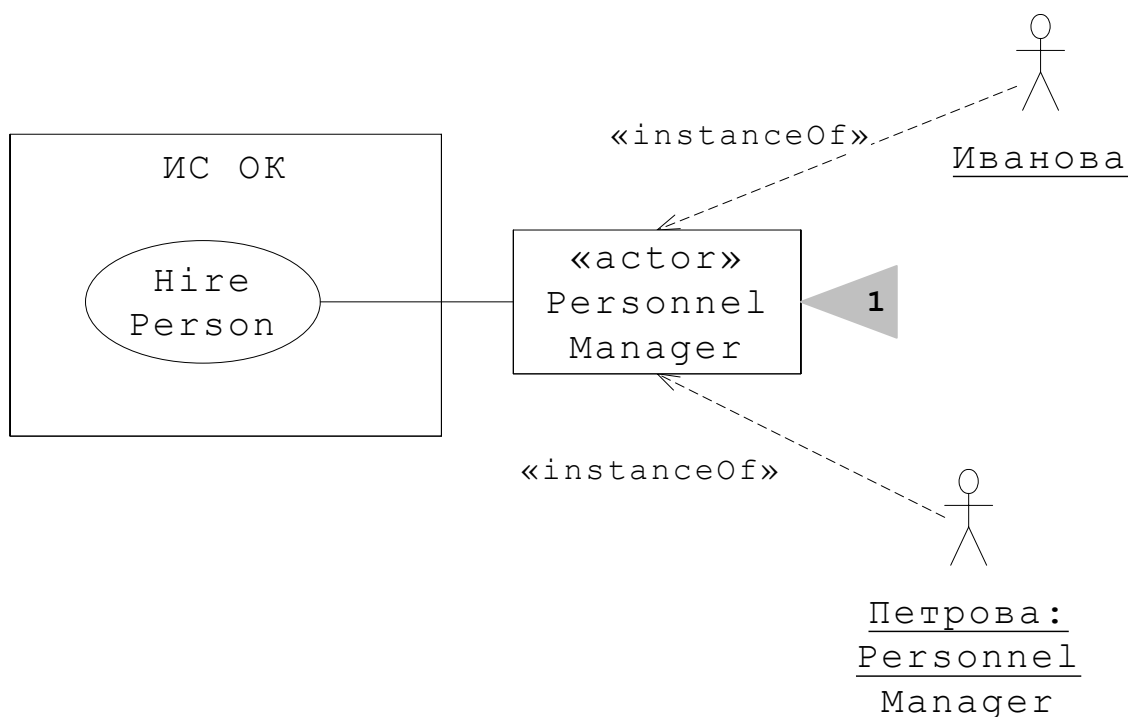 «instanceOf»
Иванова
ИС ОК
Hire
Person
«actor»
Personnel
Manager
1
«instanceOf»
Петрова:
Personnel
Manager